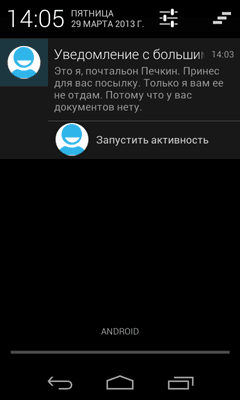 14:05 ПЯТНИЦА
29 МАРТА 2013 Г.
Уведомление с больши 14:03
Это я, почтальон Печкин. Принес
для вас посылку. Только я вам ее
не отдам. Потому что у вас
документов нету.
Запустить активность
ANDROID